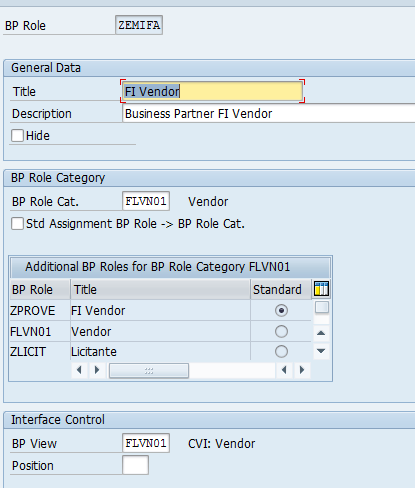 BP Role ZEMIFA
General Data
Title FI Vendor
Description Business Partner FI Vendor
Hide
BP Role Category
BP Role Cat. FLVN01 Vendor
Std Assignment BP Role -> BP Role Cat.
Additional BP Roles for BP Role Category FLVN01
BP Role Title Standard
ZPROVE FI Vendor
FLVN01 Vendor
ZLICIT Licitante
Interface Control
BP View FLVN01 CVI: Vendor
Position